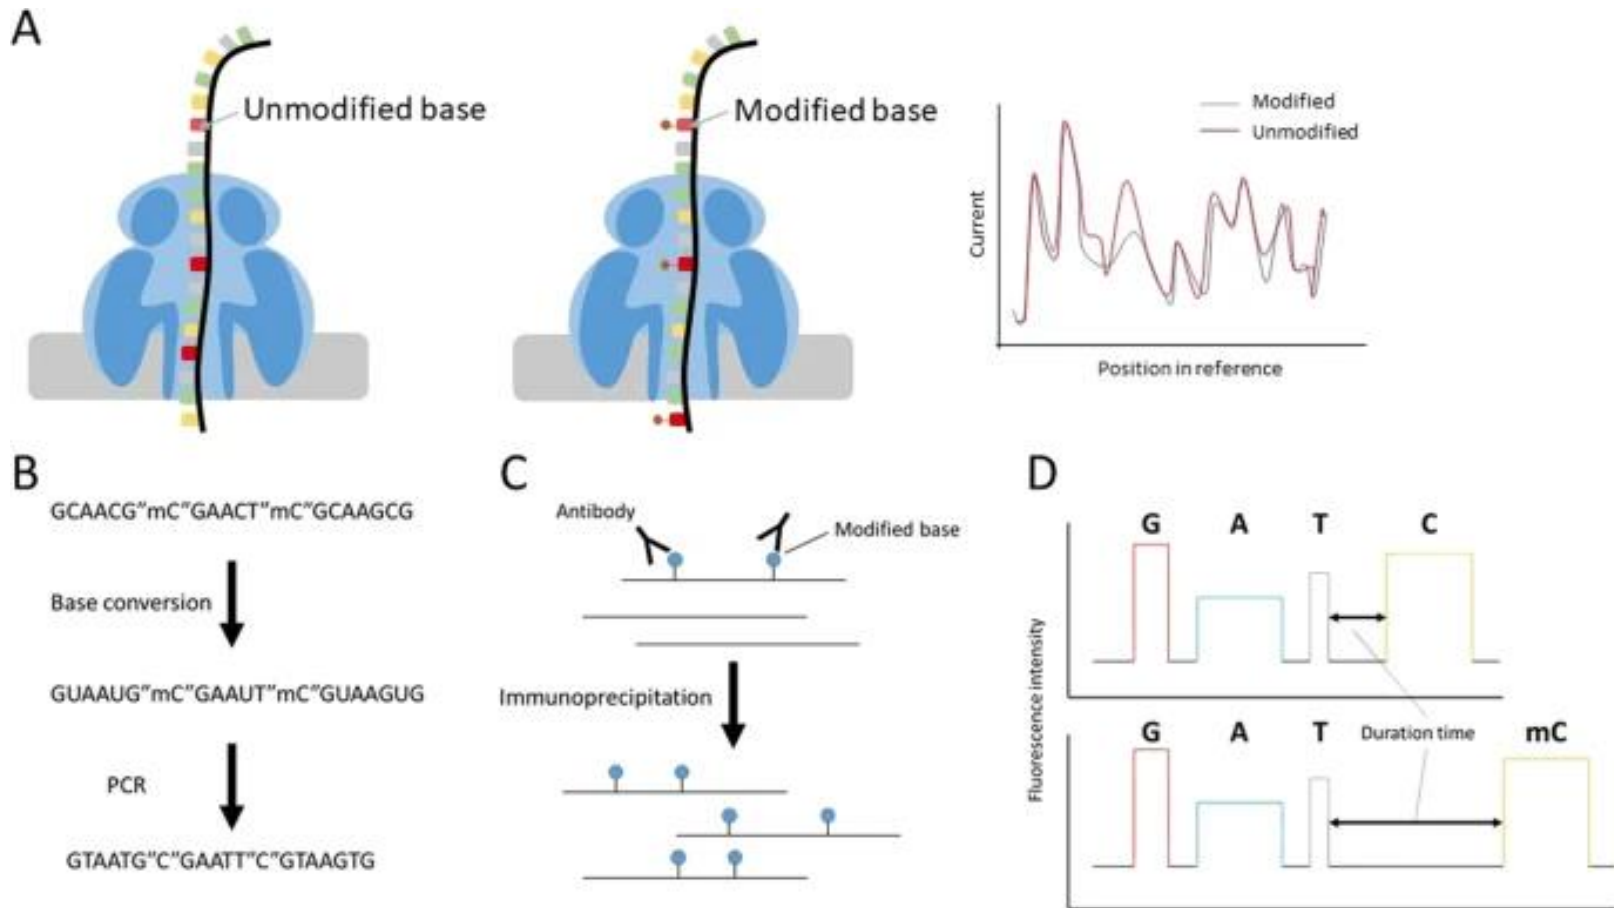 A
Unmodified base
Modified base
Modified
Unmodified
Current
Position in reference
B
GCAACG”mC”GAACT”mC”GCAAGCG
Base conversion
GUAAUG”mC”GAAUT”mC”GUAAGUG
PCR
GTAATG”C”GAATT”C”GTAAGTG
C
Antibody
Modified base
Immunoprecipitation
D
G A T C
Fluorescence intensity
Duration time
G A T mC